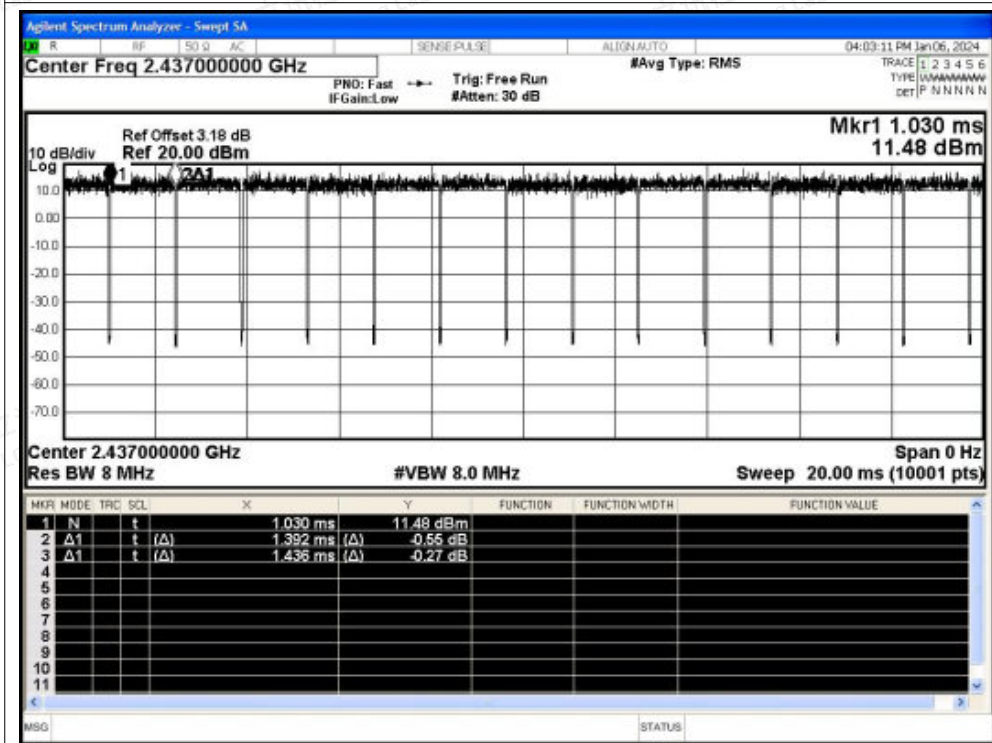 Agilent Spectrum Analyzer - Swept SA
R RF 50 Ω AC SENSE:PULSE ALIGN AUTO 04:03:11 PM Jan 06, 2024
Center Freq 2.437000000 GHz #Avg Type: RMS TRACE 1 2 3 4 5 6
PNO: Fast Trig: Free Run TYPE
IFGain:Low #Atten: 30 dB DET P N N N N N
Mkr1 1.030 ms
Ref Offset 3.18 dB
10 dB/div Ref 20.00 dBm 11.48 dBm
Log
1 2Δ1
10.0
0.00
-10.0
-20.0
-30.0
-40.0
-50.0
-60.0
-70.0
Center 2.437000000 GHz Span 0 Hz
Res BW 8 MHz #VBW 8.0 MHz Sweep 20.00 ms (10001 pts)
MKR MODE TRC SCL X Y FUNCTION FUNCTION WIDTH FUNCTION VALUE
1 N t 1.030 ms 11.48 dBm
2 Δ1 t (Δ) 1.392 ms (Δ) -0.55 dB
3 Δ1 t (Δ) 1.436 ms (Δ) -0.27 dB
4
5
6
7
8
9
10
11
MSG STATUS